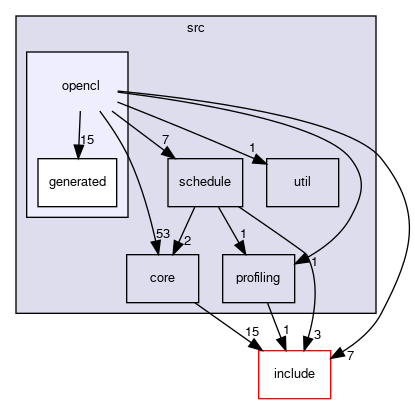 src
opencl
15
7
1
generated
schedule
util
53
2
1
1
core
profiling
15
1
3
7
include